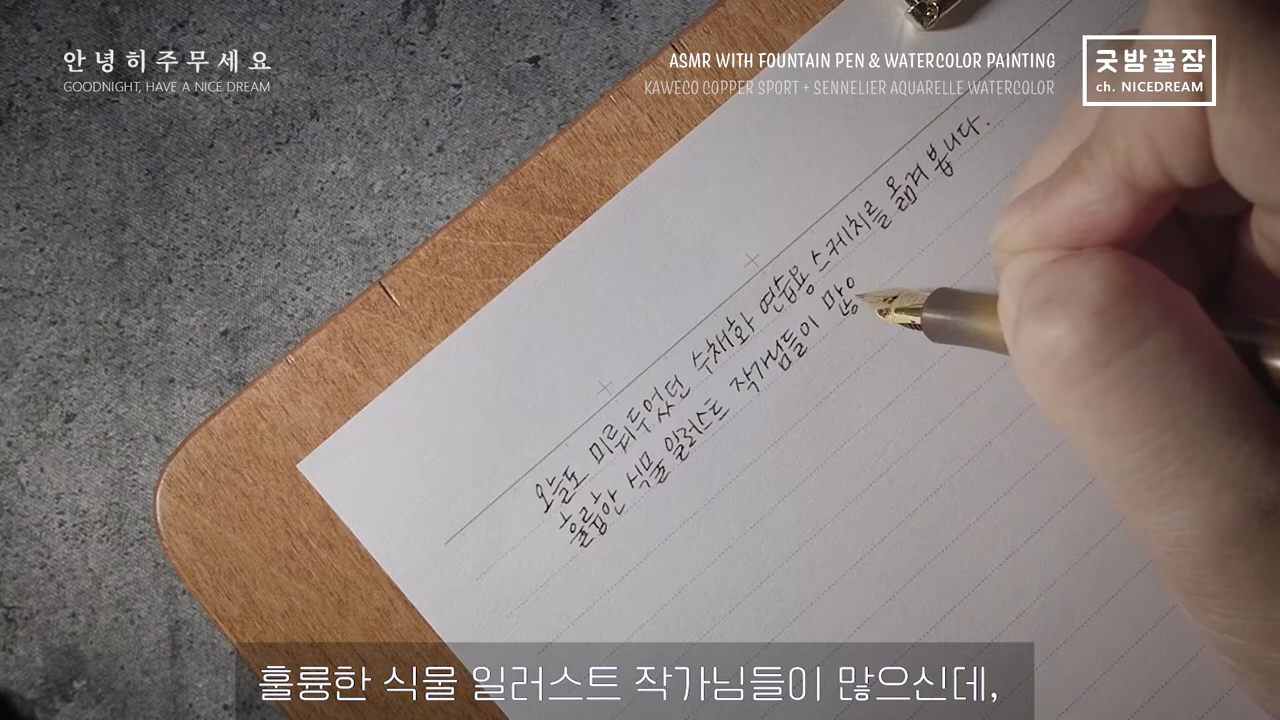 안녕히주무세요
GOODNIGHT, HAVE A NICE DREAM
ASMR WITH FOUNTAIN PEN & WATERCOLOR PAINTING
KAWECO COPPER SPORT + SENNELIER AQUARELLE WATERCOLOR
굿밤꿀잠
ch. NICEDREAM
오늘도 미뤄두었던 수채화 연습용 스케치를 옮겨 봅니다.
훌륭한 식물 일러스트 작가님들이 많으
훌륭한 식물 일러스트 작가님들이 많으신데,